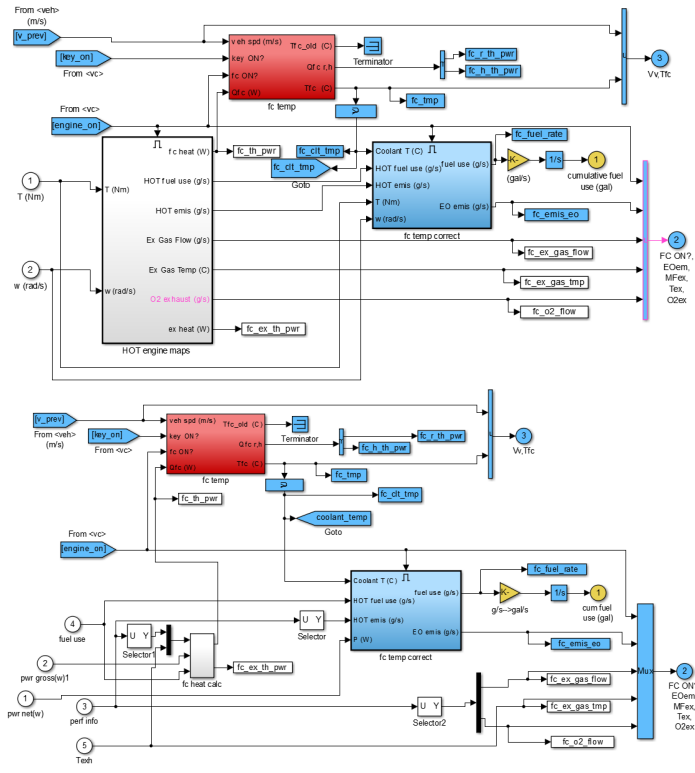 From <veh>
(m/s)
[v_prev]
[key_on]
From <vc>
veh spd (m/s)
key ON?
fc ON?
Qfc (W)
Tfc_old (C)
Qfc r,h
Tfc (C)
fc temp
Terminator
fc_r_th_pwr
fc_h_th_pwr
fc_tmp
3
Vv,Tfc
From <vc>
[engine_on]
fc heat (W)
fc_th_pwr
fc_clt_tmp
fc_clt_tmp
Goto
1
T (Nm)
2
w (rad/s)
T (Nm)
w (rad/s)
HOT fuel use (g/s)
HOT emis (g/s)
Ex Gas Flow (g/s)
Ex Gas Temp (C)
O2 exhaust (g/s)
ex heat (W)
HOT engine maps
fc_ex_th_pwr
Coolant T (C)
HOT fuel use (g/s)
HOT emis (g/s)
T (Nm)
w (rad/s)
fuel use (g/s)
EO emis (g/s)
fc temp correct
fc_fuel_rate
K-
(gal/s)
1/s
1
cumulative fuel
use (gal)
fc_emis_eo
fc_ex_gas_flow
fc_ex_gas_tmp
fc_o2_flow
2
FC ON?,
EOem,
MFex,
Tex,
O2ex
[v_prev]
From <veh>
(m/s)
[key_on]
From <vc>
veh spd (m/s)
key ON?
fc ON?
Qfc (W)
Tfc_old (C)
Qfc r,h
Tfc (C)
fc temp
Terminator
fc_r_th_pwr
fc_h_th_pwr
fc_tmp
3
Vv,Tfc
fc_th_pwr
fc_clt_tmp
coolant_temp
Goto
From <vc>
[engine_on]
Coolant T (C)
HOT fuel use (g/s)
HOT emis (g/s)
P (W)
fuel use (g/s)
EO emis (g/s)
fc temp correct
fc_fuel_rate
K-
g/s-->gal/s
1/s
1
cum fuel
use (gal)
fc_emis_eo
4
fuel use
U Y
Selector1
U Y
Selector
2
pwr gross(w)1
fc heat calc
fc_ex_th_pwr
1
pwr net(w)
3
perf info
5
Texh
U Y
Selector2
fc_ex_gas_flow
fc_ex_gas_tmp
fc_o2_flow
Mux
2
FC ON?
EOem
MFex,
Tex,
O2ex